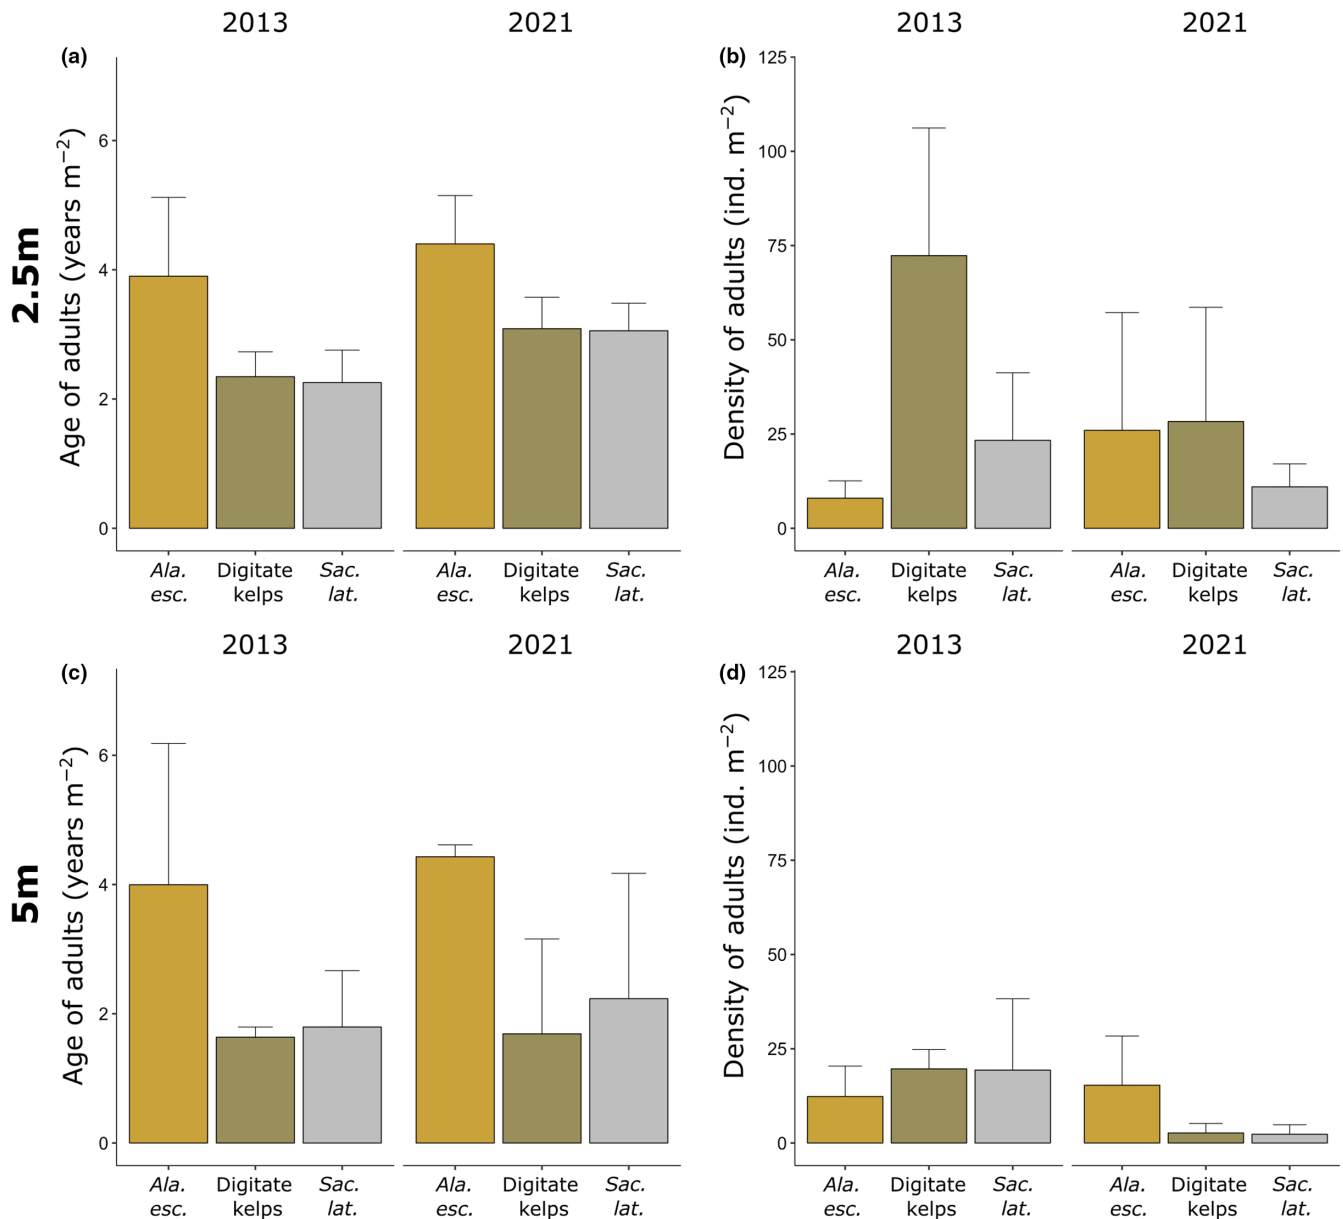 2013 2021
(a)
2.5m
Age of adults (years m−2)
6
4
2
0
Ala. esc.
Digitate kelps
Sac. lat.
Ala. esc.
Digitate kelps
Sac. lat.
2013 2021
(b)
Density of adults (ind. m−2)
125
100
75
50
25
0
Ala. esc.
Digitate kelps
Sac. lat.
Ala. esc.
Digitate kelps
Sac. lat.
2013 2021
(c)
5m
Age of adults (years m−2)
6
4
2
0
Ala. esc.
Digitate kelps
Sac. lat.
Ala. esc.
Digitate kelps
Sac. lat.
2013 2021
(d)
Density of adults (ind. m−2)
125
100
75
50
25
0
Ala. esc.
Digitate kelps
Sac. lat.
Ala. esc.
Digitate kelps
Sac. lat.